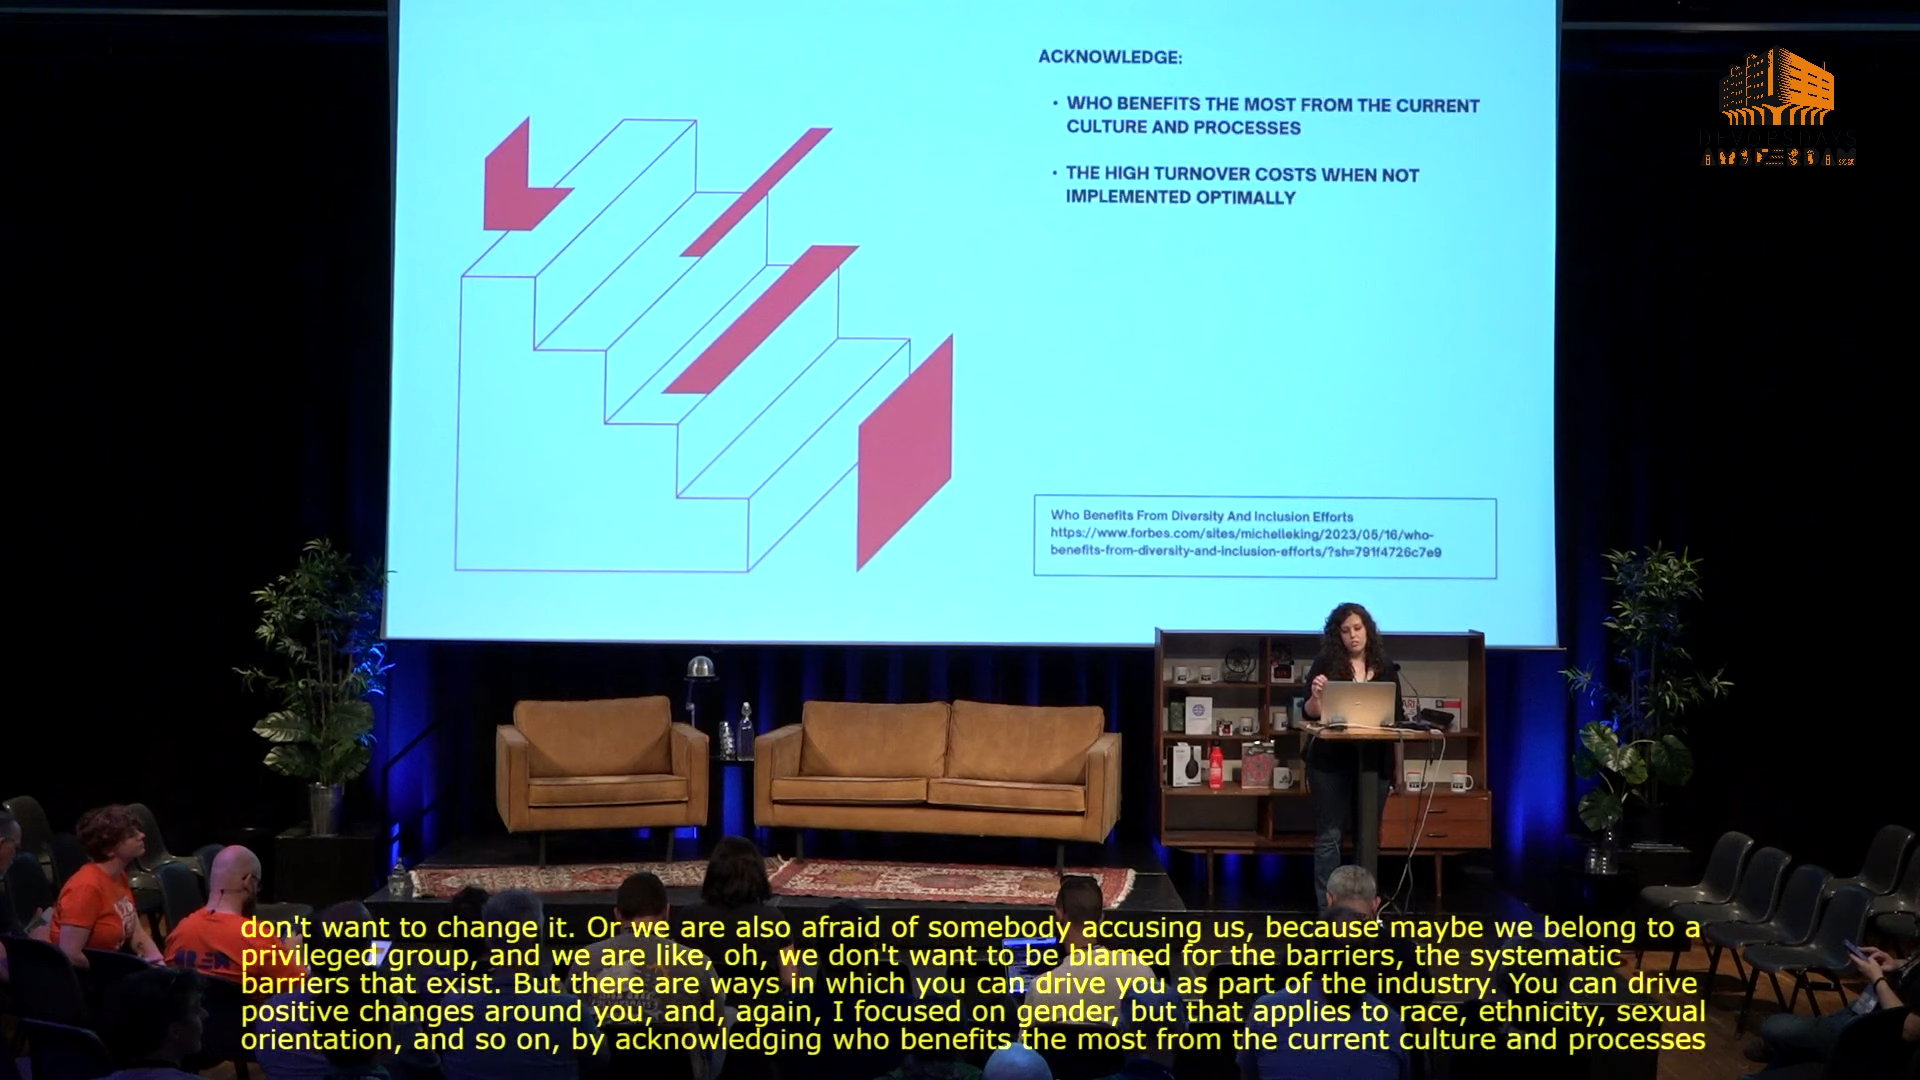 ACKNOWLEDGE:
• WHO BENEFITS THE MOST FROM THE CURRENT
CULTURE AND PROCESSES
• THE HIGH TURNOVER COSTS WHEN NOT
IMPLEMENTED OPTIMALLY
DEVOPSDAYS
AMSTERDAM
Who Benefits From Diversity And Inclusion Efforts
https://www.forbes.com/sites/michelleking/2023/05/16/who-
benefits-from-diversity-and-inclusion-efforts/?sh=791f4726c7e9
don't want to change it. Or we are also afraid of somebody accusing us, because maybe we belong to a
privileged group, and we are like, oh, we don't want to be blamed for the barriers, the systematic
barriers that exist. But there are ways in which you can drive you as part of the industry. You can drive
positive changes around you, and, again, I focused on gender, but that applies to race, ethnicity, sexual
orientation, and so on, by acknowledging who benefits the most from the current culture and processes